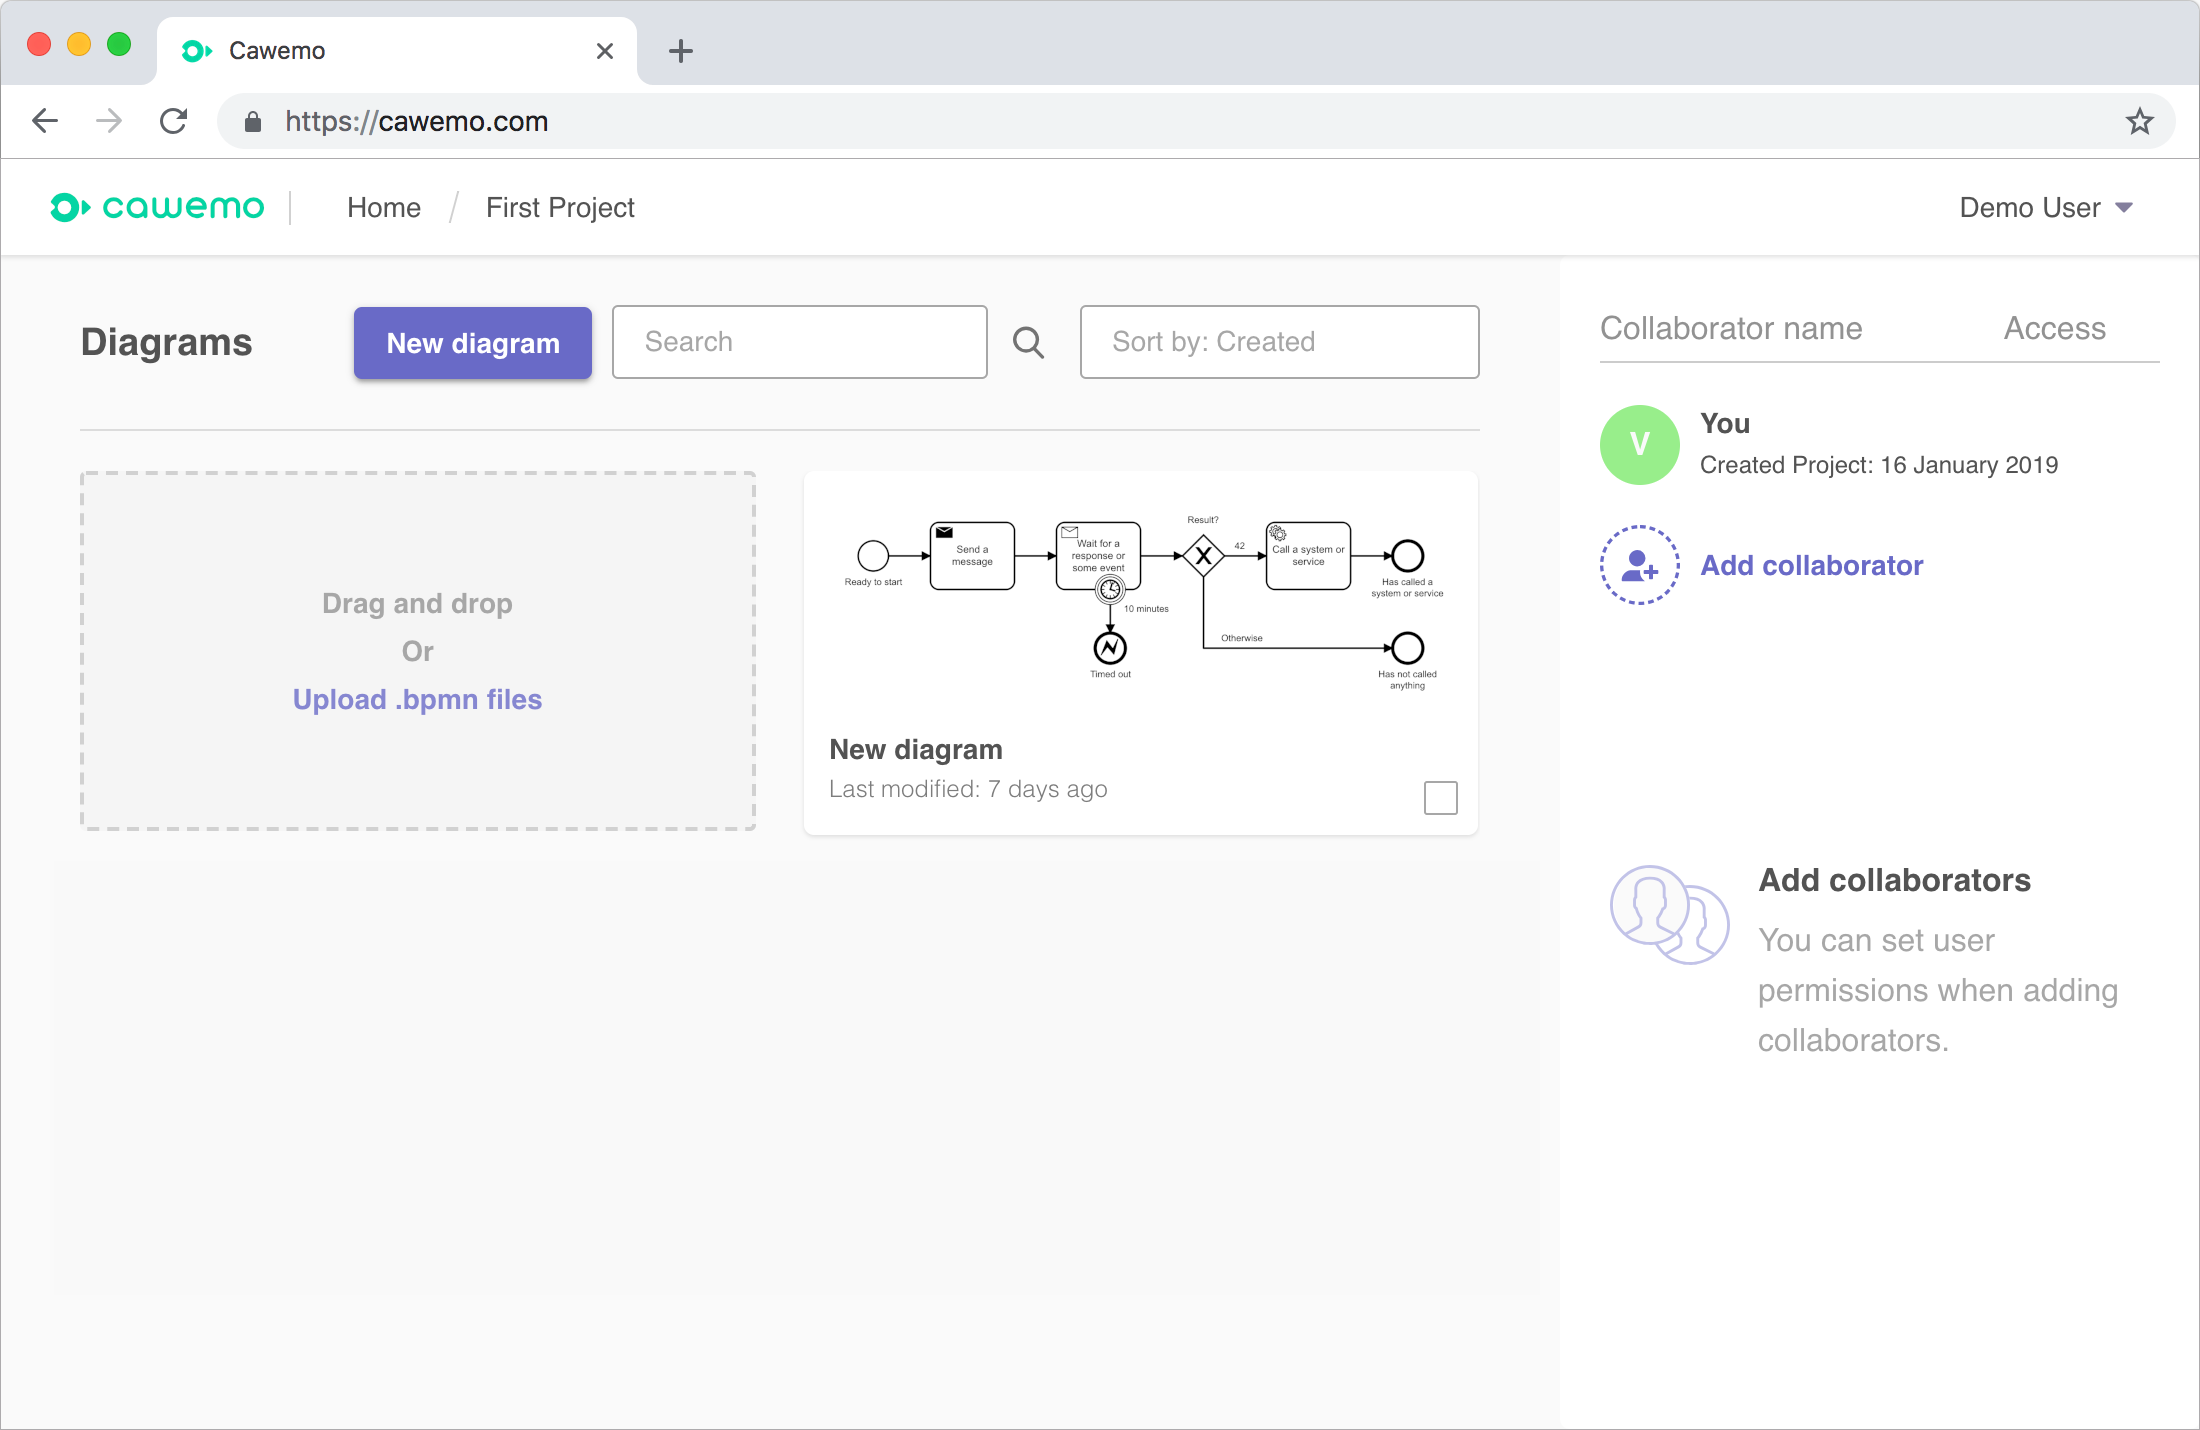 Cawemo
https://cawemo.com
cawemo
Home / First Project
Demo User
Diagrams
New diagram
Search
Sort by: Created
Drag and drop
Or
Upload .bpmn files
Ready to start
Send a
message
Wait for a
response or
some event
10 minutes
Timed out
Result?
X
42
Otherwise
Call a system or
service
Has called a
system or service
Has not called
anything
New diagram
Last modified: 7 days ago
Collaborator name
Access
V
You
Created Project: 16 January 2019
Add collaborator
Add collaborators
You can set user
permissions when adding
collaborators.